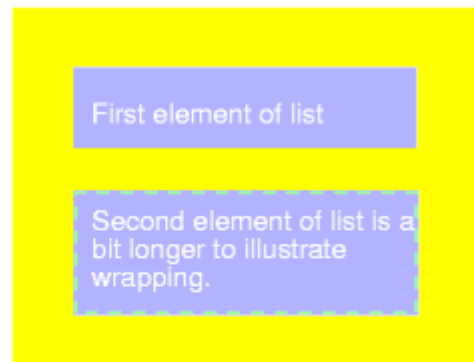 First element of list
Second element of list is a
bit longer to illustrate
wrapping.